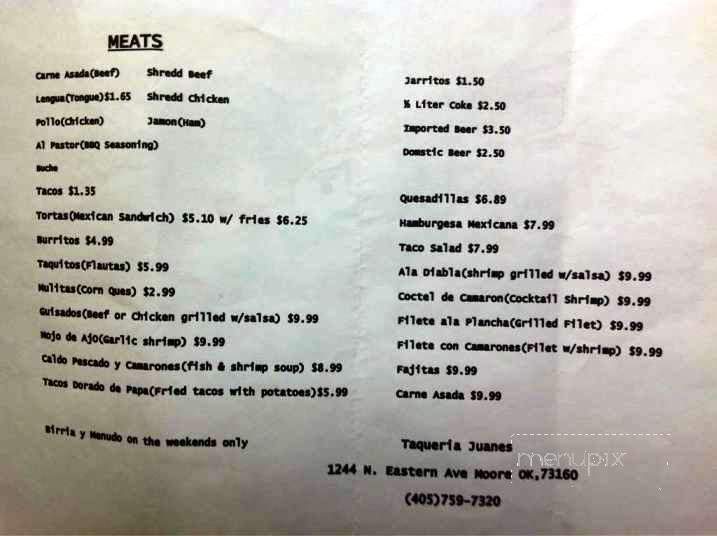 MEATS
Carne Asada(Beef) Shredd Beef
Lengua(Tongue)$1.65 Shredd Chicken
Pollo(Chicken) Jamon(Ham)
Al Pastor(BBQ Seasoning)
Buche
Tacos $1.35
Tortas(Mexican Sandwich) $5.10 w/ fries $6.25
Burritos $4.99
Taquitos(Flautas) $5.99
Mulitas(Corn Ques) $2.99
Guisados(Beef or Chicken grilled w/salsa) $9.99
Mojo de Ajo(Garlic shrimp) $9.99
Caldo Pescado y Camarones(fish & shrimp soup) $8.99
Tacos Dorado de Papa(Fried tacos with potatoes)$5.99
Birria y Menudo on the weekends only
Jarritos $1.50
½ Liter Coke $2.50
Imported Beer $3.50
Domstic Beer $2.50
Quesadillas $6.89
Hamburgesa Mexicana $7.99
Taco Salad $7.99
Ala Diabla(shrimp grilled w/salsa) $9.99
Coctel de Camaron(Cocktail Shrimp) $9.99
Filete ala Plancha(Grilled Filet) $9.99
Filete con Camarones(Filet w/shrimp) $9.99
Fajitas $9.99
Carne Asada $9.99
Taqueria Juanes
menupix
1244 N. Eastern Ave Moore OK,73160
(405)759-7320